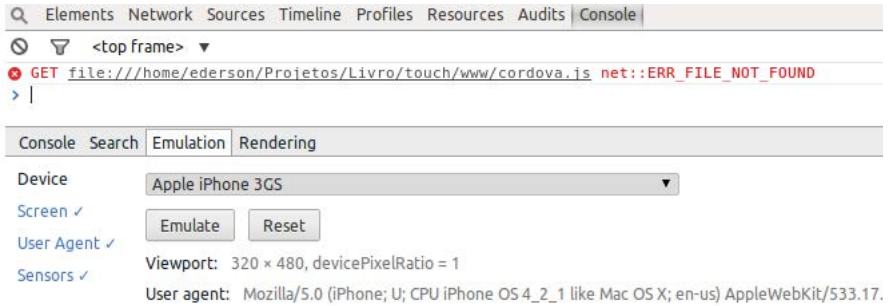 Elements Network Sources Timeline Profiles Resources Audits Console
<top frame> ▼
GET file:///home/ederson/Projetos/Livro/touch/www/cordova.js net::ERR_FILE_NOT_FOUND
>
Console Search Emulation Rendering
Device
Apple iPhone 3GS ▼
Screen ✓
Emulate Reset
User Agent ✓
Viewport: 320 × 480, devicePixelRatio = 1
Sensors ✓
User agent: Mozilla/5.0 (iPhone; U; CPU iPhone OS 4_2_1 like Mac OS X; en-us) AppleWebKit/533.17.